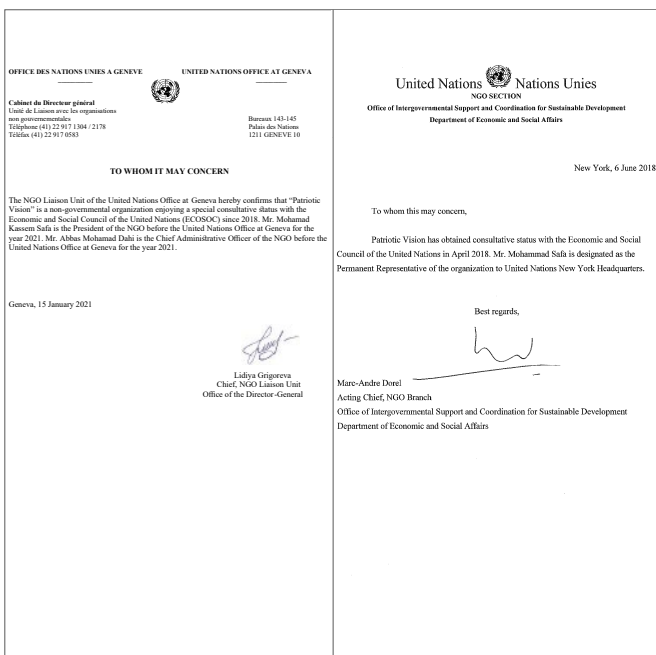 OFFICE DES NATIONS UNIES A GENEVE
UNITED NATIONS OFFICE AT GENEVA
Cabinet du Directeur général
Unité de Liaison avec les organisations
non gouvernementales
Téléphone (41) 22 917 1304 / 2178
Téléfax (41) 22 917 0583
Bureaux 143-145
Palais des Nations
1211 GENEVE 10
TO WHOM IT MAY CONCERN
The NGO Liaison Unit of the United Nations Office at Geneva hereby confirms that “Patriotic
Vision” is a non-governmental organization enjoying a special consultative status with the
Economic and Social Council of the United Nations (ECOSOC) since 2018. Mr. Mohamad
Kassem Safa is the President of the NGO before the United Nations Office at Geneva for the
year 2021. Mr. Abbas Mohamad Dahi is the Chief Administrative Officer of the NGO before the
United Nations Office at Geneva for the year 2021.
Geneva, 15 January 2021
Lidiya Grigoreva
Chief, NGO Liaison Unit
Office of the Director-General
United Nations Nations Unies
NGO SECTION
Office of Intergovernmental Support and Coordination for Sustainable Development
Department of Economic and Social Affairs
New York, 6 June 2018
To whom this may concern,
Patriotic Vision has obtained consultative status with the Economic and Social
Council of the United Nations in April 2018. Mr. Mohammad Safa is designated as the
Permanent Representative of the organization to United Nations New York Headquarters.
Best regards,
Marc-Andre Dorel
Acting Chief, NGO Branch
Office of Intergovernmental Support and Coordination for Sustainable Development
Department of Economic and Social Affairs